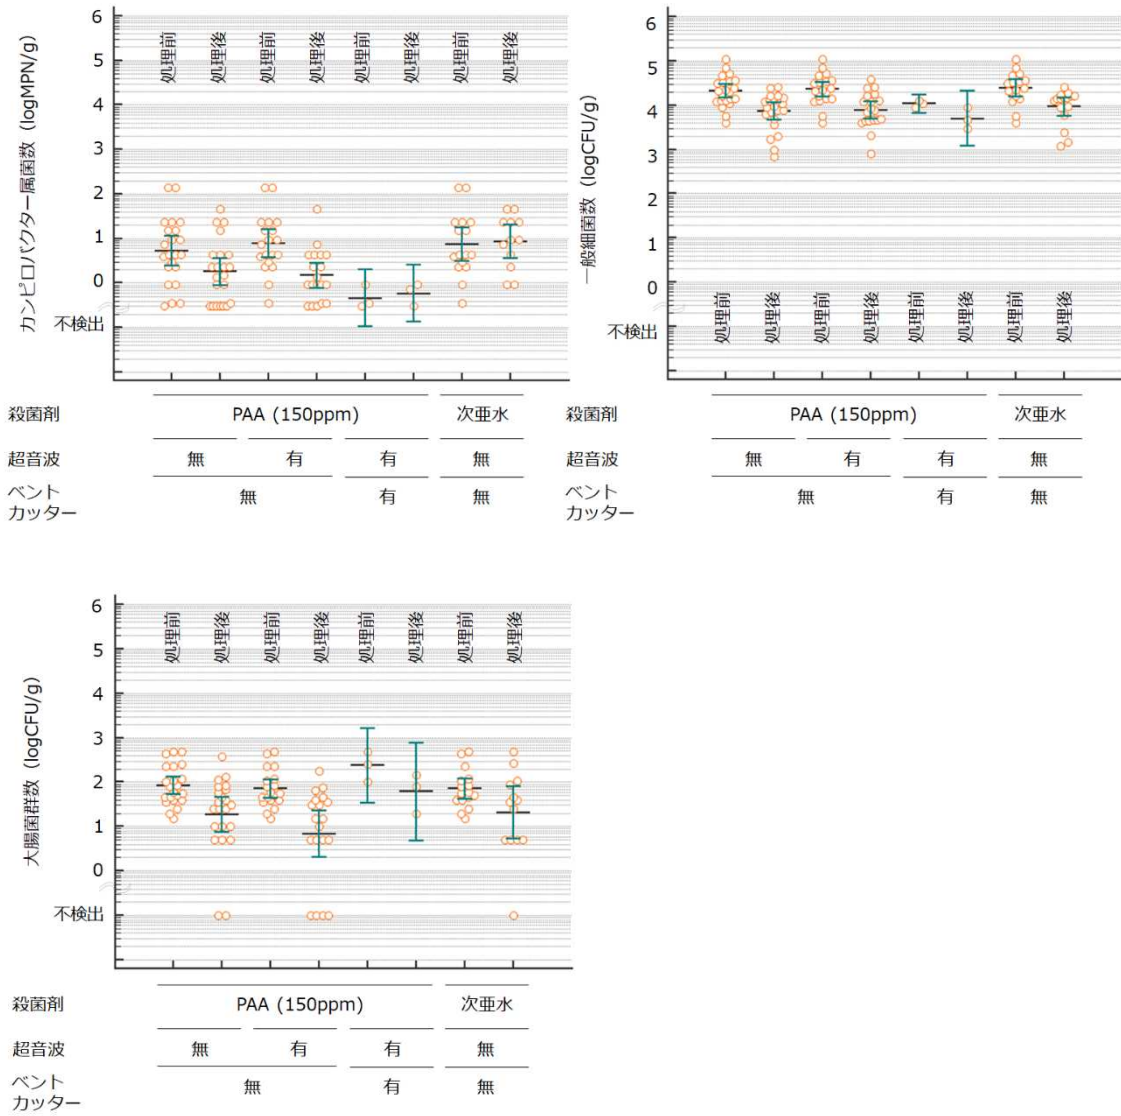 カンピロバクター属菌数（logMPN/g）
6
5
4
3
2
1
0
不検出
処理前
処理後
処理前
処理後
処理前
処理後
処理前
処理後
殺菌剤
PAA (150ppm)
次亜水
超音波
無
有
有
無
ベント
カッター
無
有
無
一般細菌数（logCFU/g）
6
5
4
3
2
1
0
不検出
処理前
処理後
処理前
処理後
処理前
処理後
処理前
処理後
殺菌剤
PAA (150ppm)
次亜水
超音波
無
有
有
無
ベント
カッター
無
有
無
大腸菌群数（logCFU/g）
6
5
4
3
2
1
0
不検出
処理前
処理後
処理前
処理後
処理前
処理後
処理前
処理後
殺菌剤
PAA (150ppm)
次亜水
超音波
無
有
有
無
ベント
カッター
無
有
無